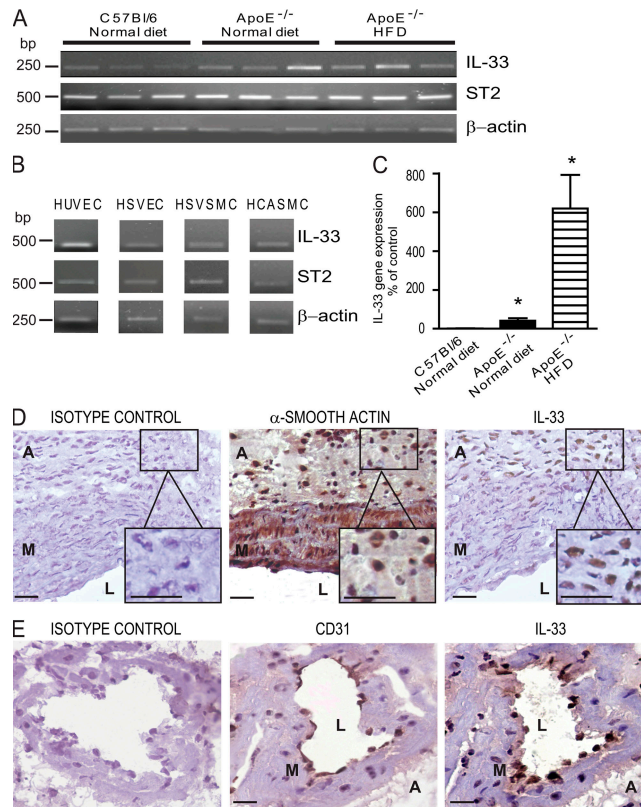 A
C57Bl/6 Normal diet
ApoE-/- Normal diet
ApoE-/- HFD
bp
250
IL-33
500
ST2
250
β–actin
B
HUVEC HSVEC HSVSMC HCASMC
bp
500
IL-33
500
ST2
250
β–actin
C
IL-33 gene expression
% of control
800
600
400
200
0
*
*
C57Bl/6
Normal diet
ApoE-/-
Normal diet
ApoE-/-
HFD
D
ISOTYPE CONTROL
α-SMOOTH ACTIN
IL-33
A
M
L
A
M
L
A
M
L
E
ISOTYPE CONTROL
CD31
IL-33
L
M
A
L
M
A